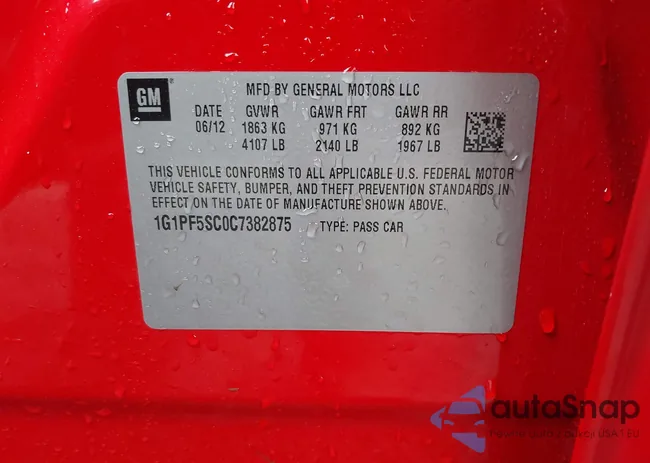 GM
MFD BY GENERAL MOTORS LLC
DATE GVWR GAWR FRT GAWR RR
06/12 1863 KG 971 KG 892 KG
4107 LB 2140 LB 1967 LB
THIS VEHICLE CONFORMS TO ALL APPLICABLE U.S. FEDERAL MOTOR
VEHICLE SAFETY, BUMPER, AND THEFT PREVENTION STANDARDS IN
EFFECT ON THE DATE OF MANUFACTURE SHOWN ABOVE.
1G1PF5SC0C7382875 TYPE: PASS CAR
autoSnap
USA I EU